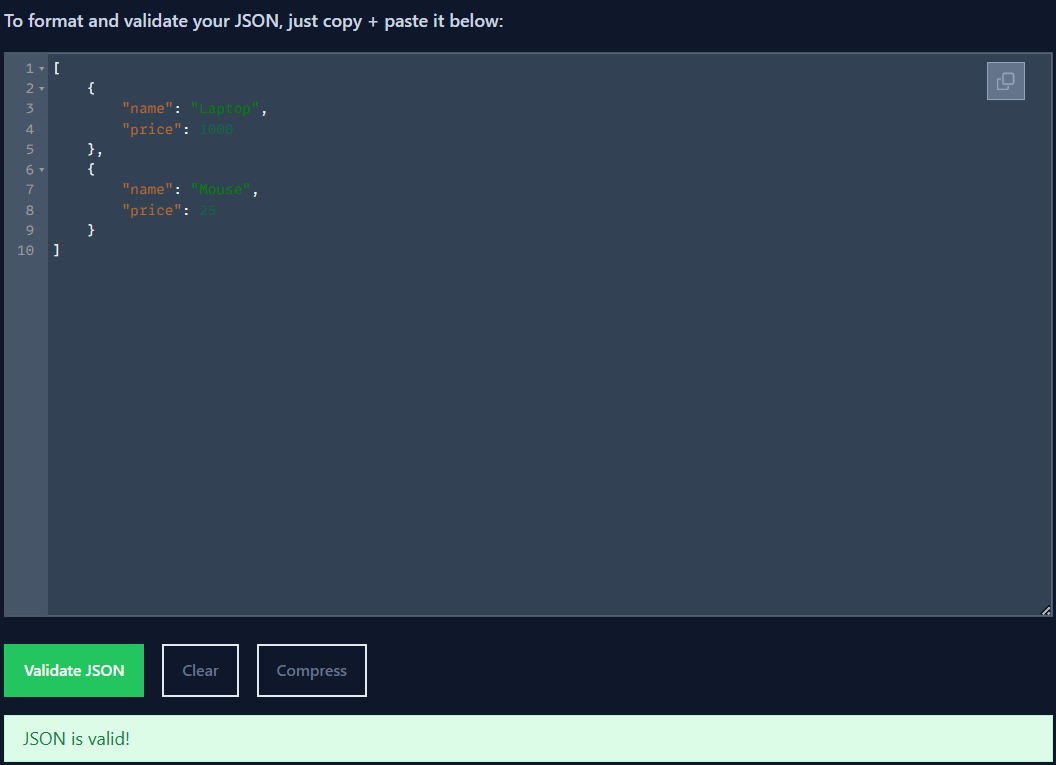 To format and validate your JSON, just copy + paste it below:
1 [
2     {
3         "name": "Laptop",
4         "price": 1000
5     },
6     {
7         "name": "Mouse",
8         "price": 25
9     }
10 ]
Validate JSON Clear Compress
JSON is valid!